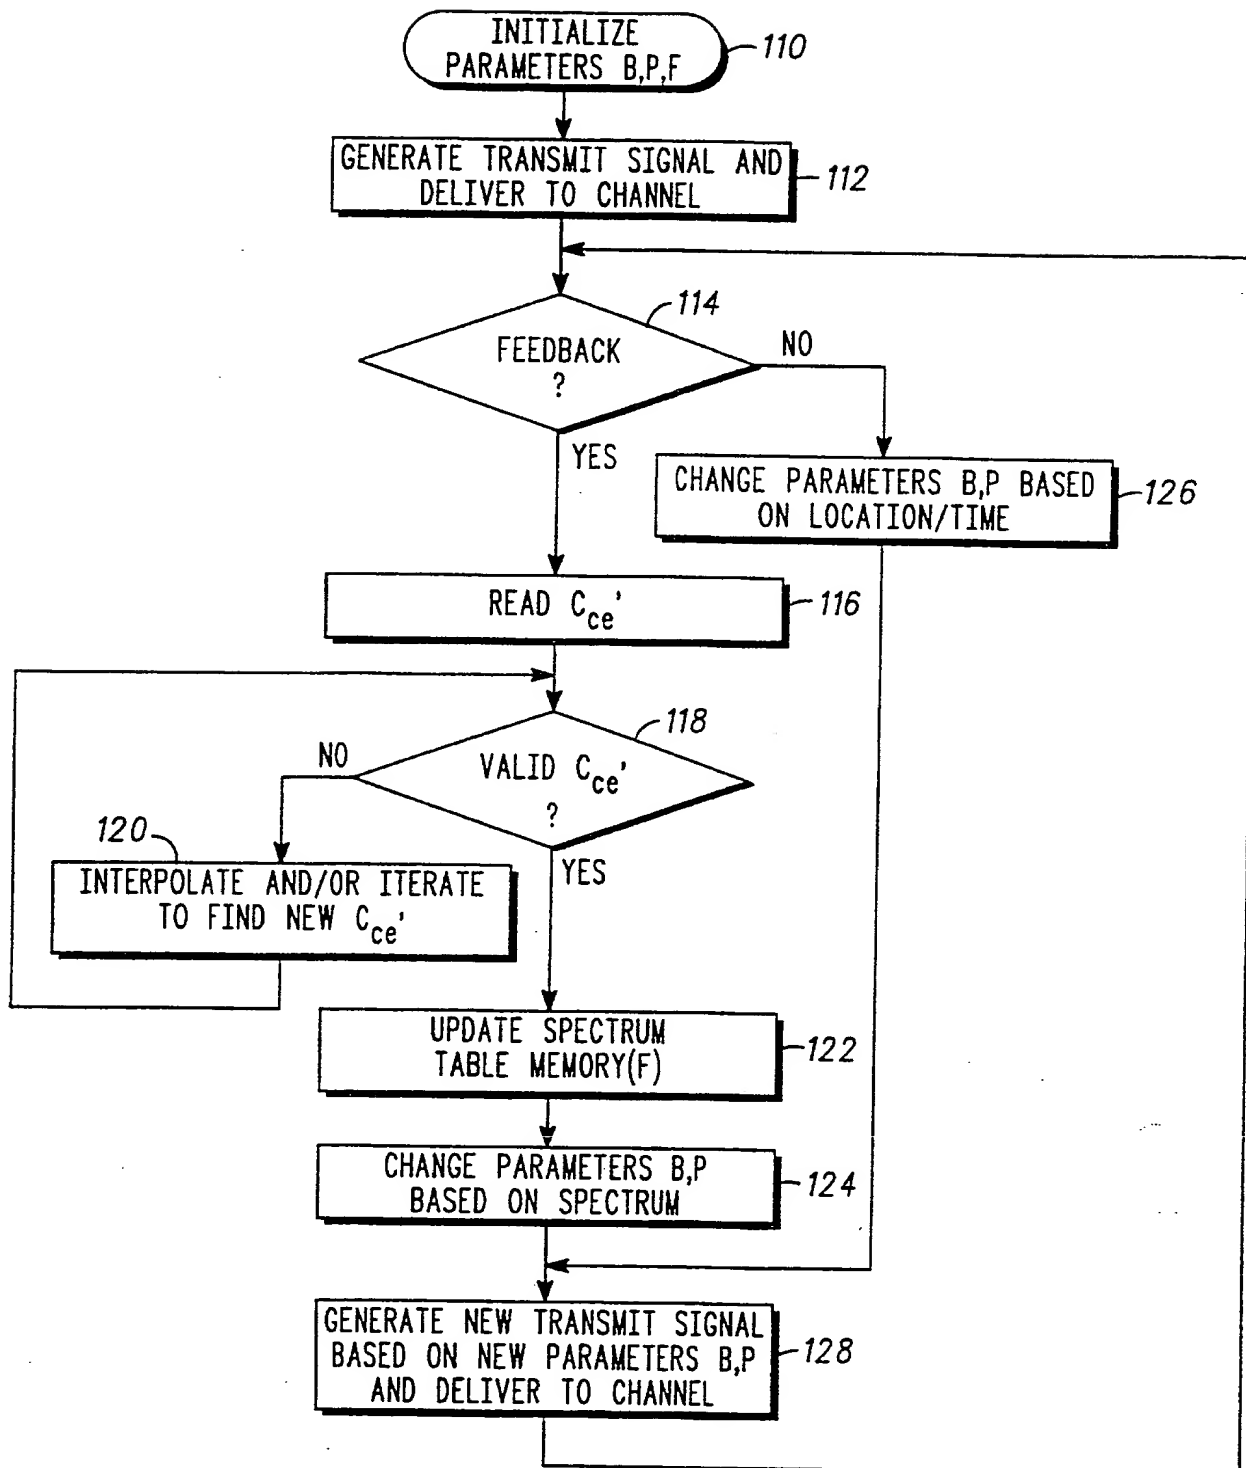 INITIALIZE
PARAMETERS B,P,F
110
GENERATE TRANSMIT SIGNAL AND
DELIVER TO CHANNEL
112
114
FEEDBACK
?
NO
YES
CHANGE PARAMETERS B,P BASED
ON LOCATION/TIME
126
READ Cce'
116
118
VALID Cce'
?
NO
YES
120
INTERPOLATE AND/OR ITERATE
TO FIND NEW Cce'
UPDATE SPECTRUM
TABLE MEMORY(F)
122
CHANGE PARAMETERS B,P
BASED ON SPECTRUM
124
GENERATE NEW TRANSMIT SIGNAL
BASED ON NEW PARAMETERS B,P
AND DELIVER TO CHANNEL
128